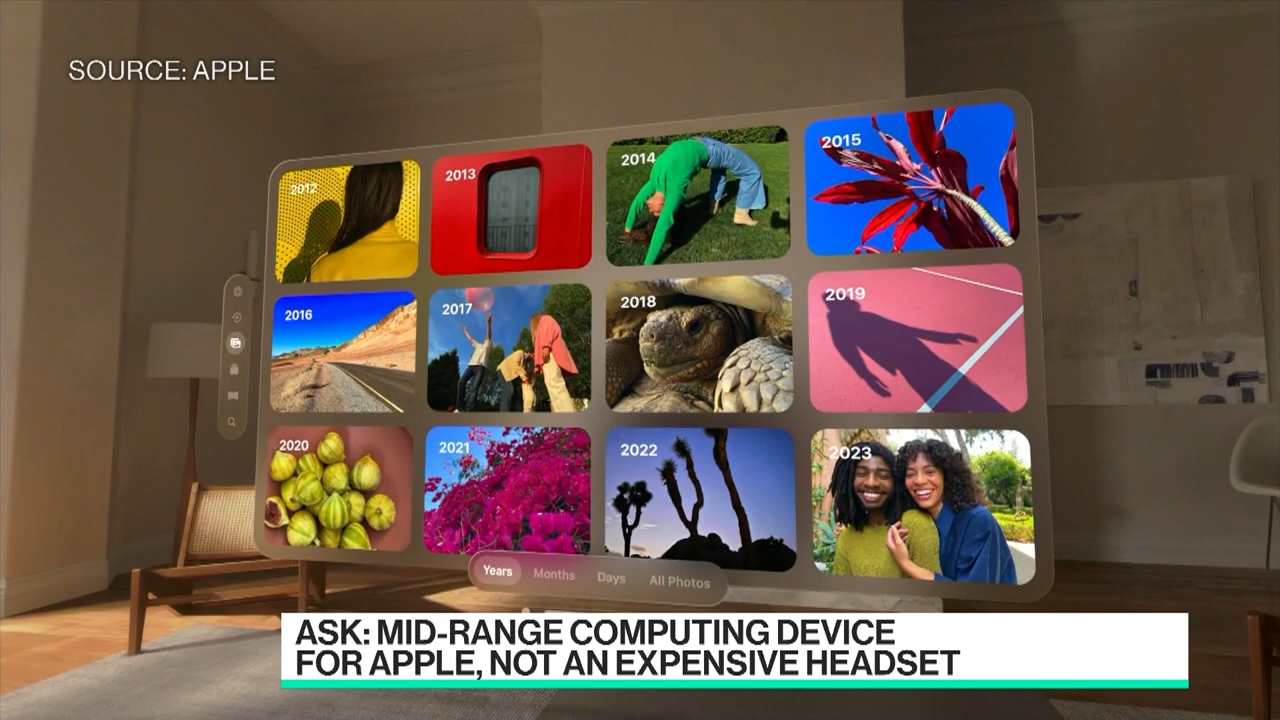 SOURCE: APPLE
2012
2013
2014
2015
2016
2017
2018
2019
2020
2021
2022
2023
Years
Months
Days
All Photos
ASK: MID-RANGE COMPUTING DEVICE
FOR APPLE, NOT AN EXPENSIVE HEADSET